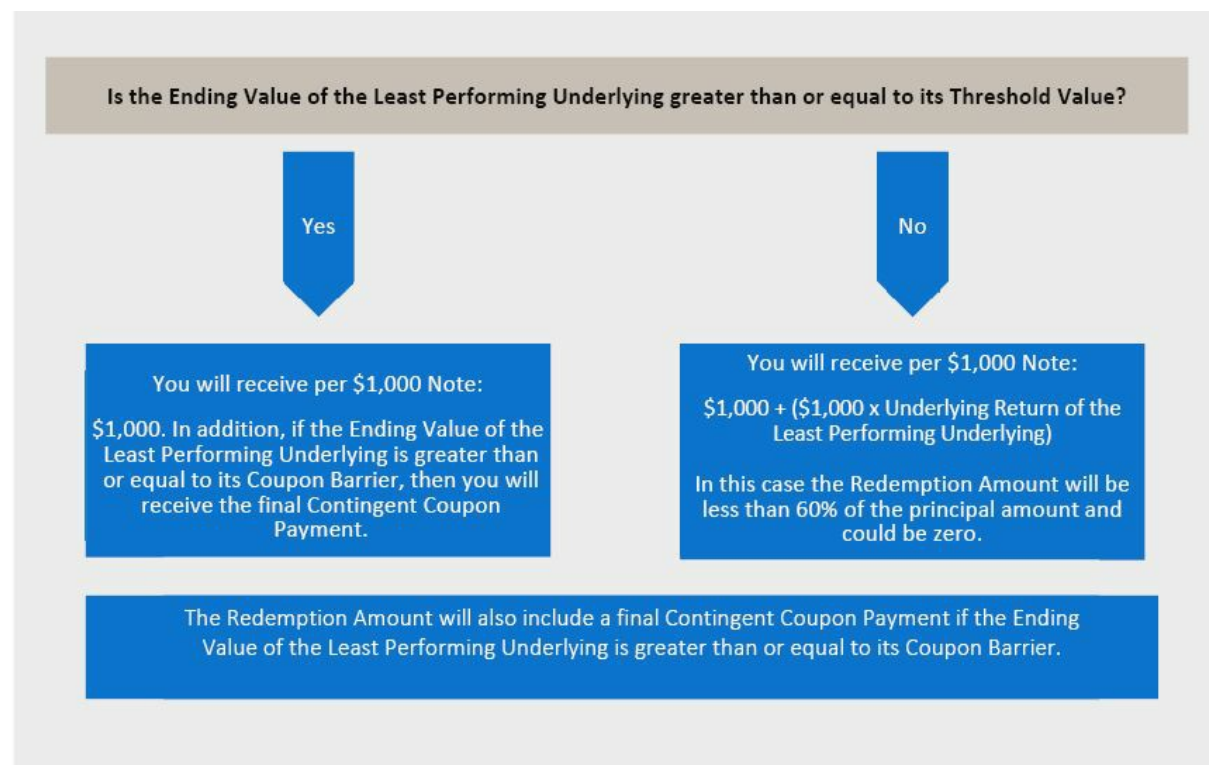 Is the Ending Value of the Least Performing Underlying greater than or equal to its Threshold Value?
Yes
No
You will receive per $1,000 Note:
$1,000. In addition, if the Ending Value of the
Least Performing Underlying is greater than
or equal to its Coupon Barrier, then you will
receive the final Contingent Coupon
Payment.
You will receive per $1,000 Note:
$1,000 + ($1,000 x Underlying Return of the
Least Performing Underlying)
In this case the Redemption Amount will be
less than 60% of the principal amount and
could be zero.
The Redemption Amount will also include a final Contingent Coupon Payment if the Ending
Value of the Least Performing Underlying is greater than or equal to its Coupon Barrier.